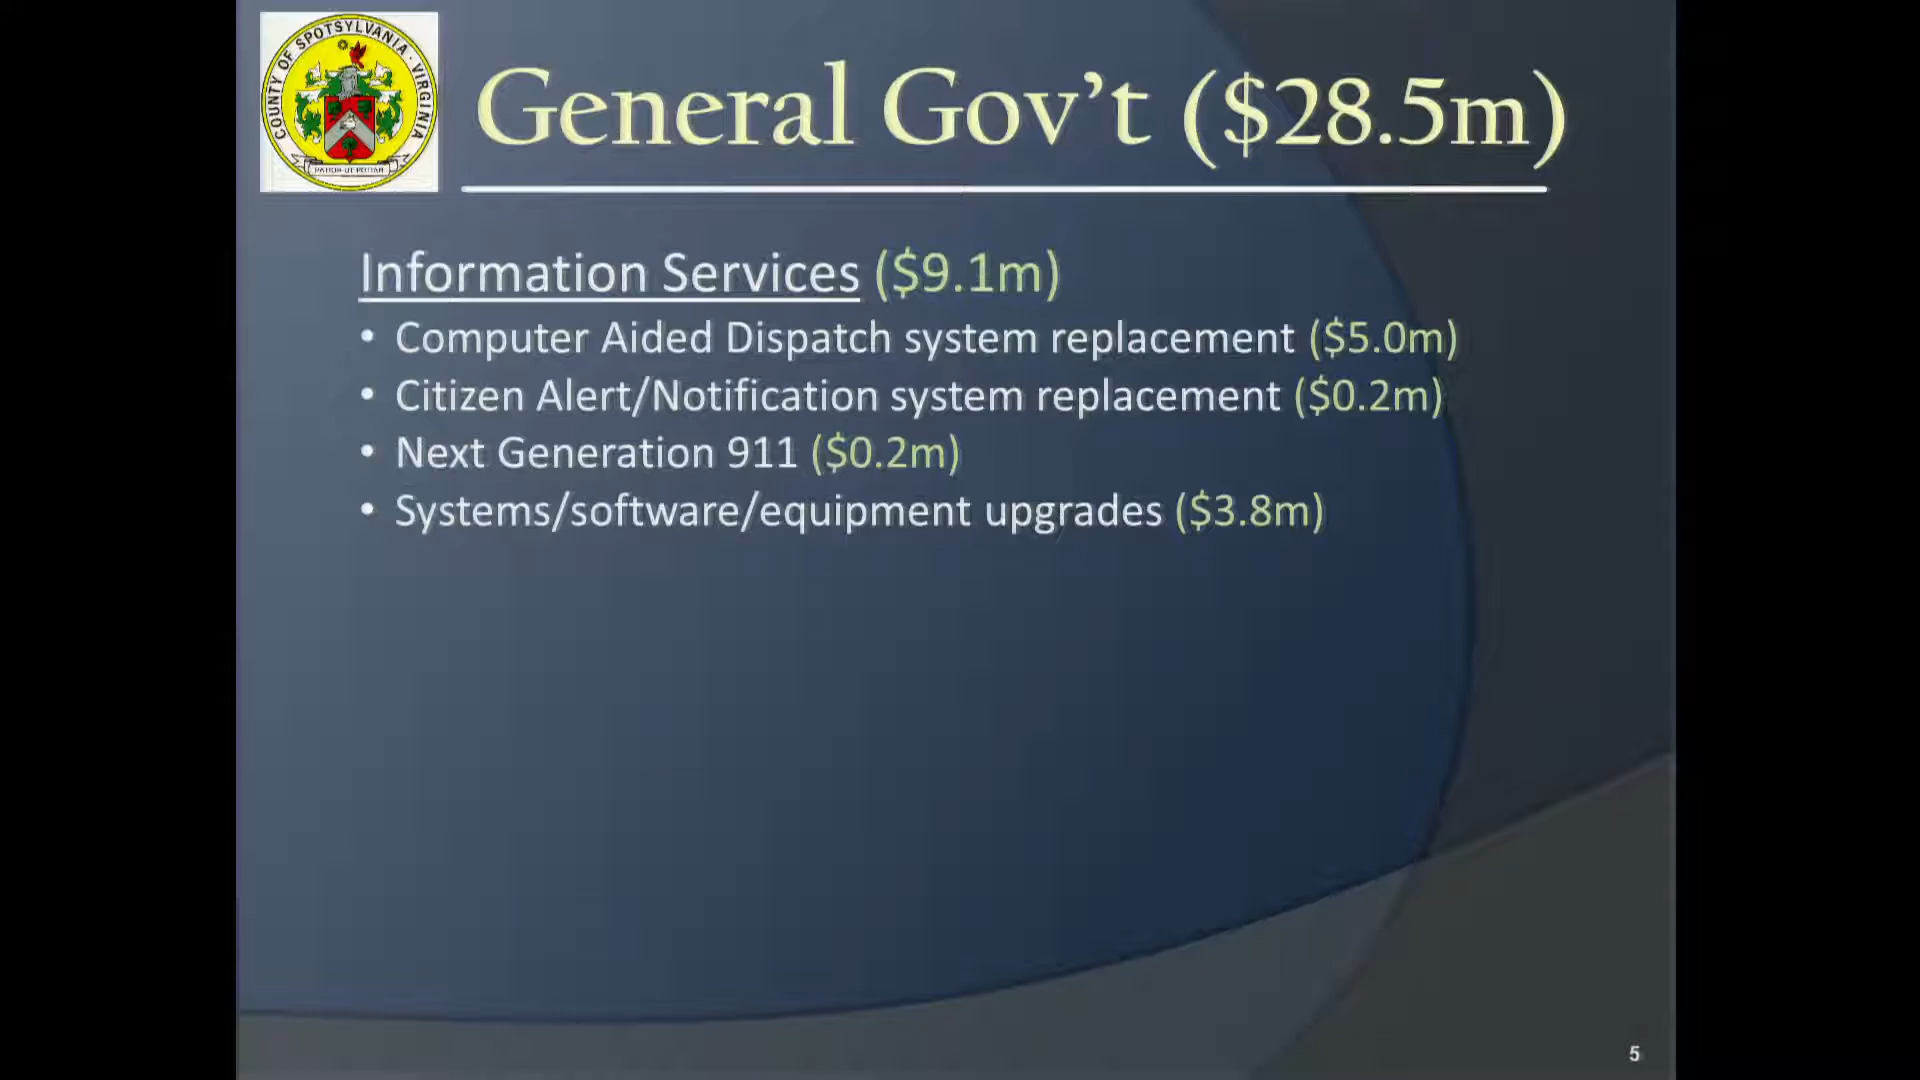 COUNTY OF SPOTSYLVANIA · VIRGINIA
General Gov't ($28.5m)
Information Services ($9.1m)
• Computer Aided Dispatch system replacement ($5.0m)
• Citizen Alert/Notification system replacement ($0.2m)
• Next Generation 911 ($0.2m)
• Systems/software/equipment upgrades ($3.8m)
5